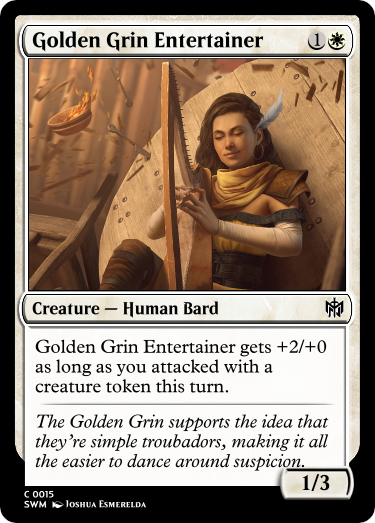 Golden Grin Entertainer 1
Creature — Human Bard
Golden Grin Entertainer gets +2/+0
as long as you attacked with a
creature token this turn.
The Golden Grin supports the idea that
they're simple troubadors, making it all
the easier to dance around suspicion.
1/3
C 0015
SWM Joshua Esmerelda